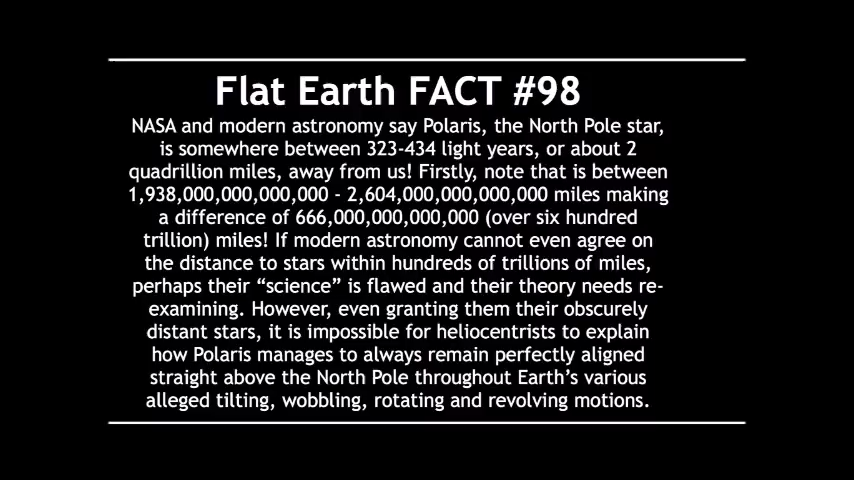 Flat Earth FACT #98
NASA and modern astronomy say Polaris, the North Pole star,
is somewhere between 323-434 light years, or about 2
quadrillion miles, away from us! Firstly, note that is between
1,938,000,000,000,000 - 2,604,000,000,000,000 miles making
a difference of 666,000,000,000,000 (over six hundred
trillion) miles! If modern astronomy cannot even agree on
the distance to stars within hundreds of trillions of miles,
perhaps their “science” is flawed and their theory needs re-
examining. However, even granting them their obscurely
distant stars, it is impossible for heliocentrists to explain
how Polaris manages to always remain perfectly aligned
straight above the North Pole throughout Earth’s various
alleged tilting, wobbling, rotating and revolving motions.